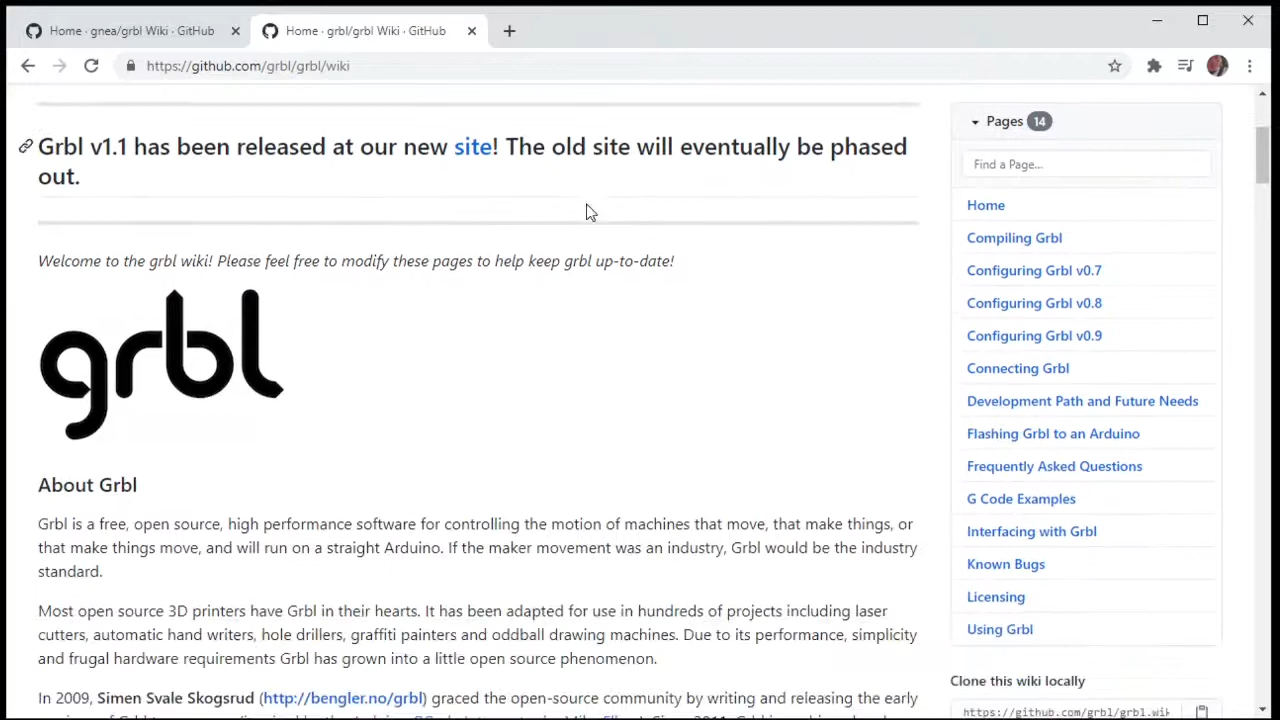 Home · gnea/grbl Wiki · GitHub
Home · grbl/grbl Wiki · GitHub
https://github.com/grbl/grbl/wiki
Grbl v1.1 has been released at our new site! The old site will eventually be phased
out.
Welcome to the grbl wiki! Please feel free to modify these pages to help keep grbl up-to-date!
grbl
About Grbl
Grbl is a free, open source, high performance software for controlling the motion of machines that move, that make things, or
that make things move, and will run on a straight Arduino. If the maker movement was an industry, Grbl would be the industry
standard.
Most open source 3D printers have Grbl in their hearts. It has been adapted for use in hundreds of projects including laser
cutters, automatic hand writers, hole drillers, graffiti painters and oddball drawing machines. Due to its performance, simplicity
and frugal hardware requirements Grbl has grown into a little open source phenomenon.
In 2009, Simen Svale Skogsrud (http://bengler.no/grbl) graced the open-source community by writing and releasing the early
Pages 14
Find a Page...
Home
Compiling Grbl
Configuring Grbl v0.7
Configuring Grbl v0.8
Configuring Grbl v0.9
Connecting Grbl
Development Path and Future Needs
Flashing Grbl to an Arduino
Frequently Asked Questions
G Code Examples
Interfacing with Grbl
Known Bugs
Licensing
Using Grbl
Clone this wiki locally
https://github.com/grbl/grbl.wik